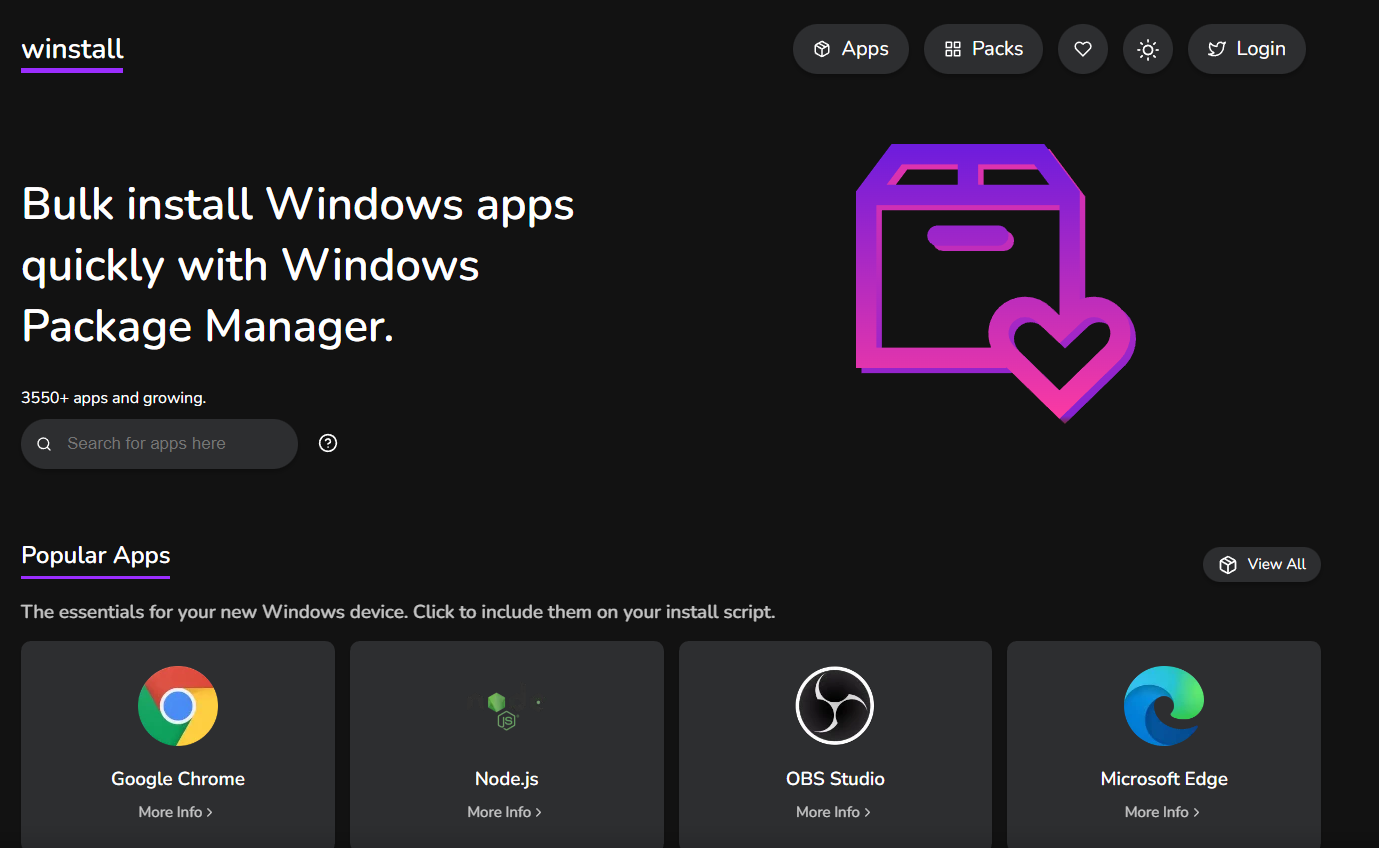 winstall
Apps
Packs
Login
Bulk install Windows apps
quickly with Windows
Package Manager.
3550+ apps and growing.
Search for apps here
Popular Apps
View All
The essentials for your new Windows device. Click to include them on your install script.
JS
Google Chrome
Node.js
OBS Studio
Microsoft Edge
More Info
More Info
More Info
More Info